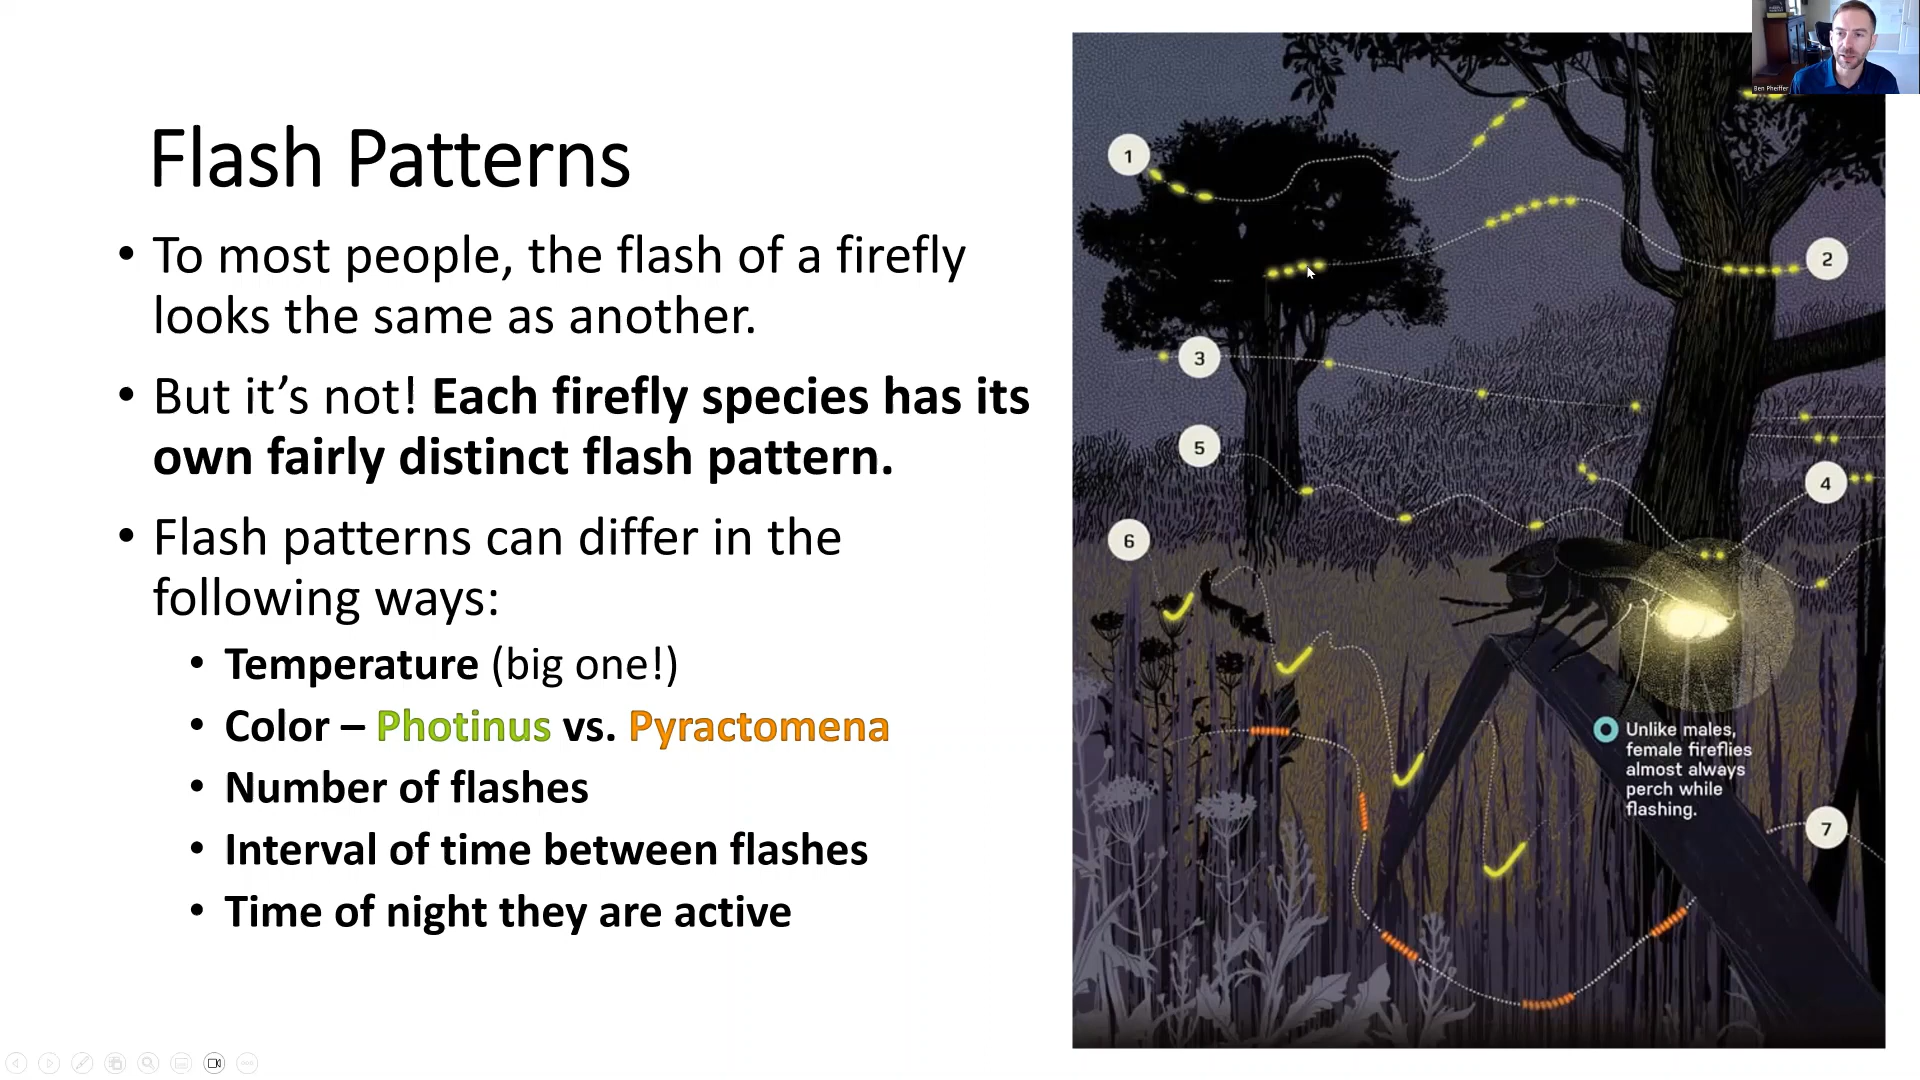 Flash Patterns
• To most people, the flash of a firefly
looks the same as another.
• But it’s not! Each firefly species has its
own fairly distinct flash pattern.
• Flash patterns can differ in the
following ways:
• Temperature (big one!)
• Color – Photinus vs. Pyractomena
• Number of flashes
• Interval of time between flashes
• Time of night they are active
Ben Pheiffer
1
2
3
5
4
6
Unlike males,
female fireflies
almost always
perch while
flashing.
7